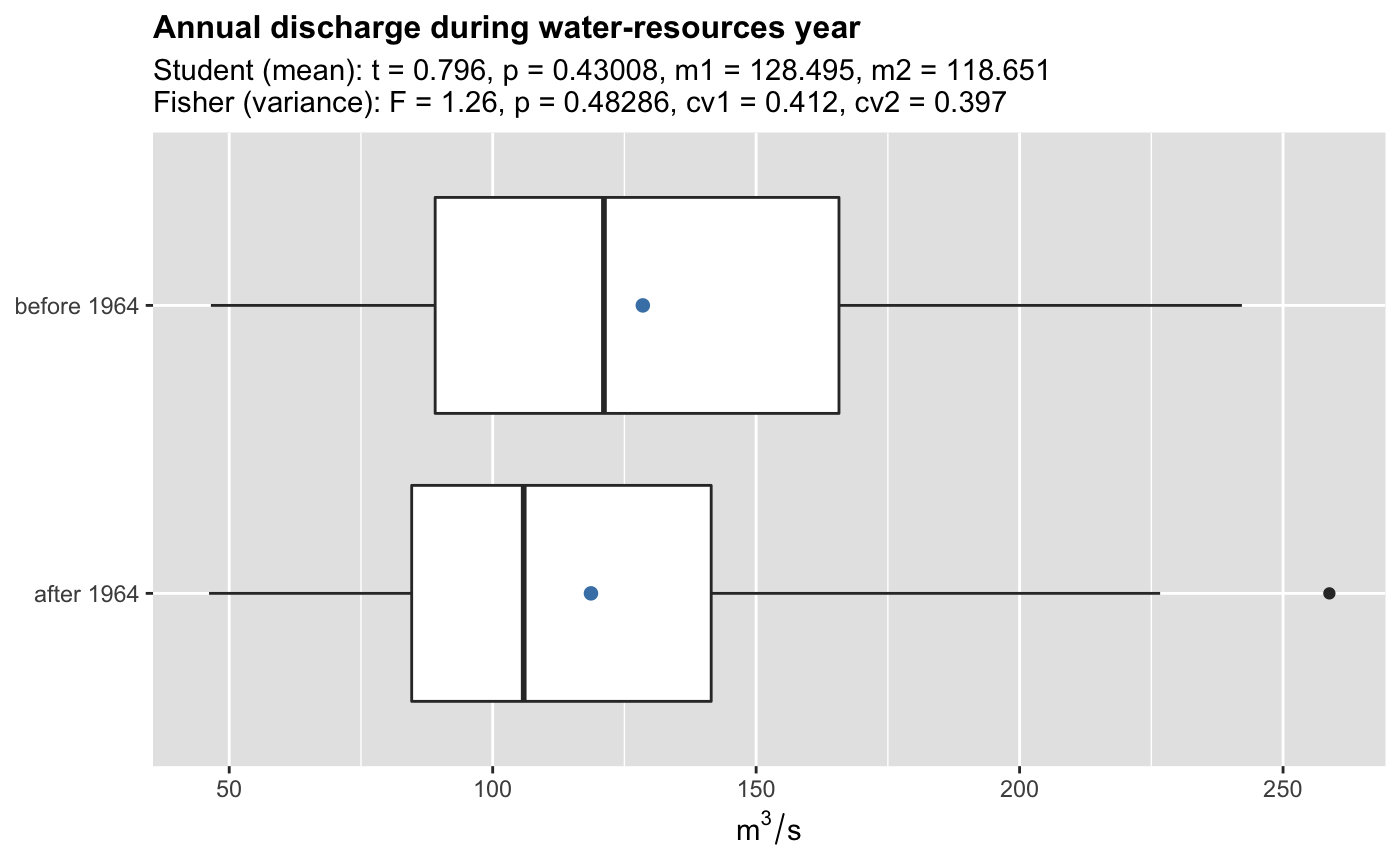 Annual discharge during water-resources year
Student (mean): t = 0.796, p = 0.43008, m1 = 128.495, m2 = 118.651
Fisher (variance): F = 1.26, p = 0.48286, cv1 = 0.412, cv2 = 0.397
before 1964
after 1964
50 100 150 200 250
m³/s